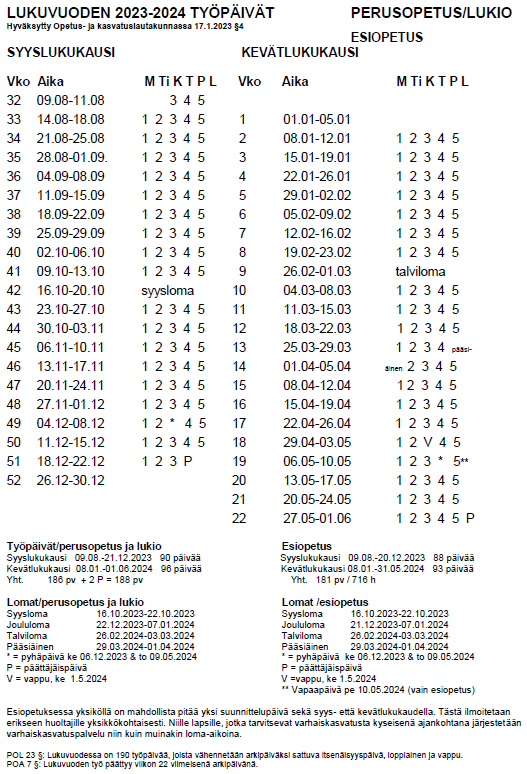 LUKUVUODEN 2023-2024 TYÖPÄIVÄT PERUSOPETUS/LUKIO
Hyväksytty Opetus- ja kasvatuslautakunnassa 17.1.2023 §4
ESIOPETUS
SYYSLUKUKAUSI KEVÄTLUKUKAUSI
Vko Aika M Ti K T P L Vko Aika M Ti K T P L
32 09.08-11.08 3 4 5
33 14.08-18.08 1 2 3 4 5 1 01.01-05.01
34 21.08-25.08 1 2 3 4 5 2 08.01-12.01 1 2 3 4 5
35 28.08-01.09. 1 2 3 4 5 3 15.01-19.01 1 2 3 4 5
36 04.09-08.09 1 2 3 4 5 4 22.01-26.01 1 2 3 4 5
37 11.09-15.09 1 2 3 4 5 5 29.01-02.02 1 2 3 4 5
38 18.09-22.09 1 2 3 4 5 6 05.02-09.02 1 2 3 4 5
39 25.09-29.09 1 2 3 4 5 7 12.02-16.02 1 2 3 4 5
40 02.10-06.10 1 2 3 4 5 8 19.02-23.02 1 2 3 4 5
41 09.10-13.10 1 2 3 4 5 9 26.02-01.03 talviloma
42 16.10-20.10 syysloma 10 04.03-08.03 1 2 3 4 5
43 23.10-27.10 1 2 3 4 5 11 11.03-15.03 1 2 3 4 5
44 30.10-03.11 1 2 3 4 5 12 18.03-22.03 1 2 3 4 5
45 06.11-10.11 1 2 3 4 5 13 25.03-29.03 1 2 3 4 pääsi-
46 13.11-17.11 1 2 3 4 5 14 01.04-05.04 äinen 2 3 4 5
47 20.11-24.11 1 2 3 4 5 15 08.04-12.04 1 2 3 4 5
48 27.11-01.12 1 2 3 4 5 16 15.04-19.04 1 2 3 4 5
49 04.12-08.12 1 2 * 4 5 17 22.04-26.04 1 2 3 4 5
50 11.12-15.12 1 2 3 4 5 18 29.04-03.05 1 2 V 4 5
51 18.12-22.12 1 2 3 P 19 06.05-10.05 1 2 3 * 5**
52 26.12-30.12 20 13.05-17.05 1 2 3 4 5
21 20.05-24.05 1 2 3 4 5
22 27.05-01.06 1 2 3 4 5 P
Työpäivät/perusopetus ja lukio Esiopetus
Syyslukukausi 09.08.-21.12.2023 90 päivää Syyslukukausi 09.08.-20.12.2023 88 päivää
Kevätlukukausi 08.01.-01.06.2024 96 päivää Kevätlukukausi 08.01.-31.05.2024 93 päivää
Yht. 186 pv + 2 P = 188 pv Yht. 181 pv / 716 h
Lomat/perusopetus ja lukio Lomat /esiopetus
Syysloma 16.10.2023-22.10.2023 Syysloma 16.10.2023-22.10.2023
Joululoma 22.12.2023-07.01.2024 Joululoma 21.12.2023-07.01.2024
Talviloma 26.02.2024-03.03.2024 Talviloma 26.02.2024-03.03.2024
Pääsiäinen 29.03.2024-01.04.2024 Pääsiäinen 29.03.2024-01.04.2024
* = pyhäpäivä ke 06.12.2023 & to 09.05.2024 * = pyhäpäivä ke 06.12.2023 & to 09.05.2024
P = päättäjäispäivä P = päättäjäispäivä
V = vappu, ke 1.5.2024 V =vappu, ke 1.5.2024
** Vapaapäivä pe 10.05.2024 (vain esiopetus)
Esiopetuksessa yksiköllä on mahdollista pitää yksi suunnittelupäivä sekä syys- että kevätlukukaudella. Tästä ilmoitetaan
erikseen huoltajille yksikkökohtaisesti. Niille lapsille, jotka tarvitsevat varhaiskasvatusta kyseisenä ajankohtana järjestetään
varhaiskasvatuspalvelu niin kuin muinakin loma-aikoina.
POL 23 §: Lukuvuodessa on 190 työpäivää, joista vähennetään arkipäiväksi sattuva itsenäisyyspäivä, loppiainen ja vappu.
POA 7 §: Lukuvuoden työ päättyy viikon 22 viimeisenä arkipäivänä.